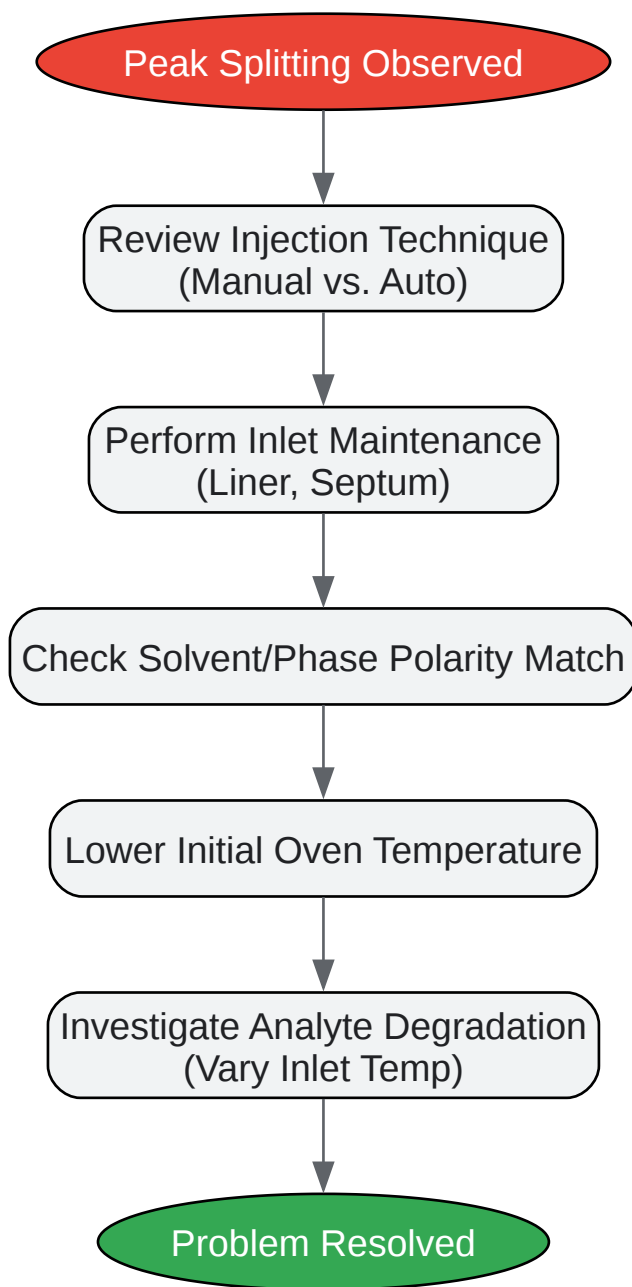 Peak Splitting Observed
Review Injection Technique
(Manual vs. Auto)
Perform Inlet Maintenance
(Liner, Septum)
Check Solvent/Phase Polarity Match
Lower Initial Oven Temperature
Investigate Analyte Degradation
(Vary Inlet Temp)
Problem Resolved